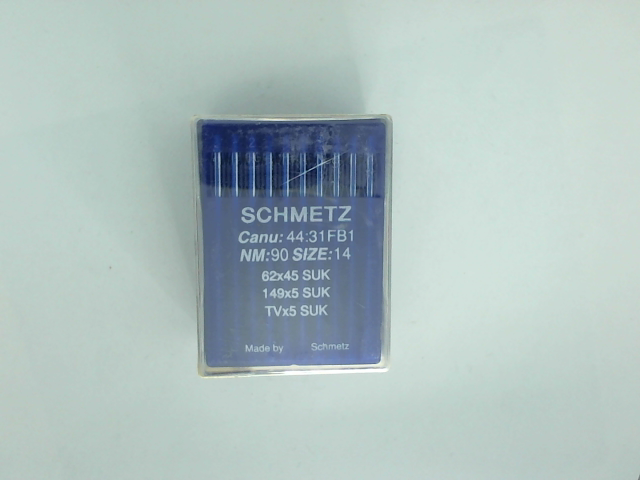 SCHMETZ
Canu: 44:31FB1
NM:90 SIZE:14
62x45 SUK
149x5 SUK
TVx5 SUK
Made by Schmetz